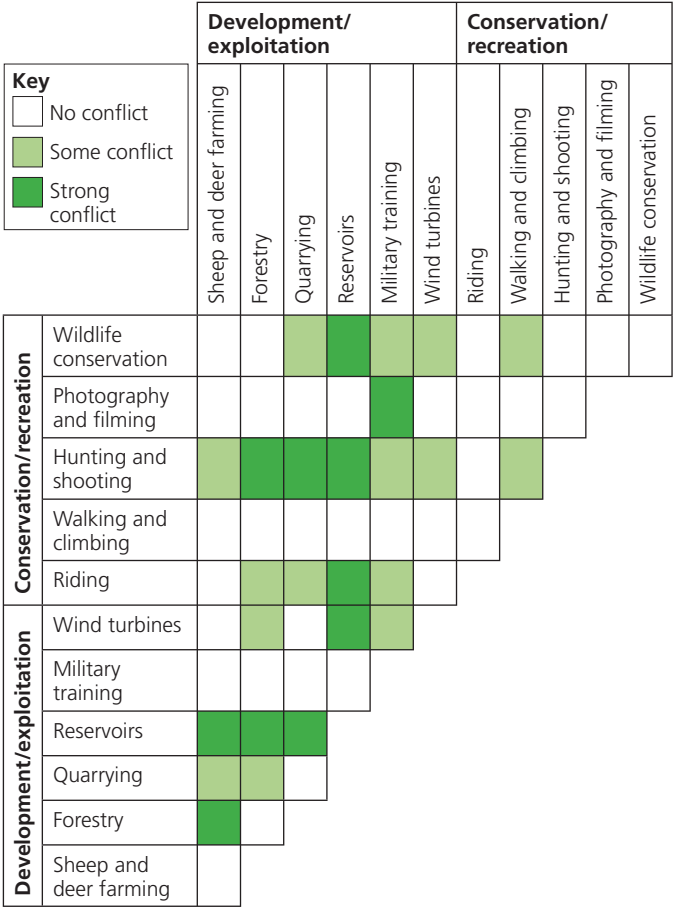 Development/
exploitation
Conservation/
recreation
Key
No conflict
Some conflict
Strong
conflict
Sheep and deer farming
Forestry
Quarrying
Reservoirs
Military training
Wind turbines
Riding
Walking and climbing
Hunting and shooting
Photography and filming
Wildlife conservation
Conservation/recreation
Wildlife
conservation
Photography
and filming
Hunting and
shooting
Walking and
climbing
Riding
Development/exploitation
Wind turbines
Military
training
Reservoirs
Quarrying
Forestry
Sheep and
deer farming